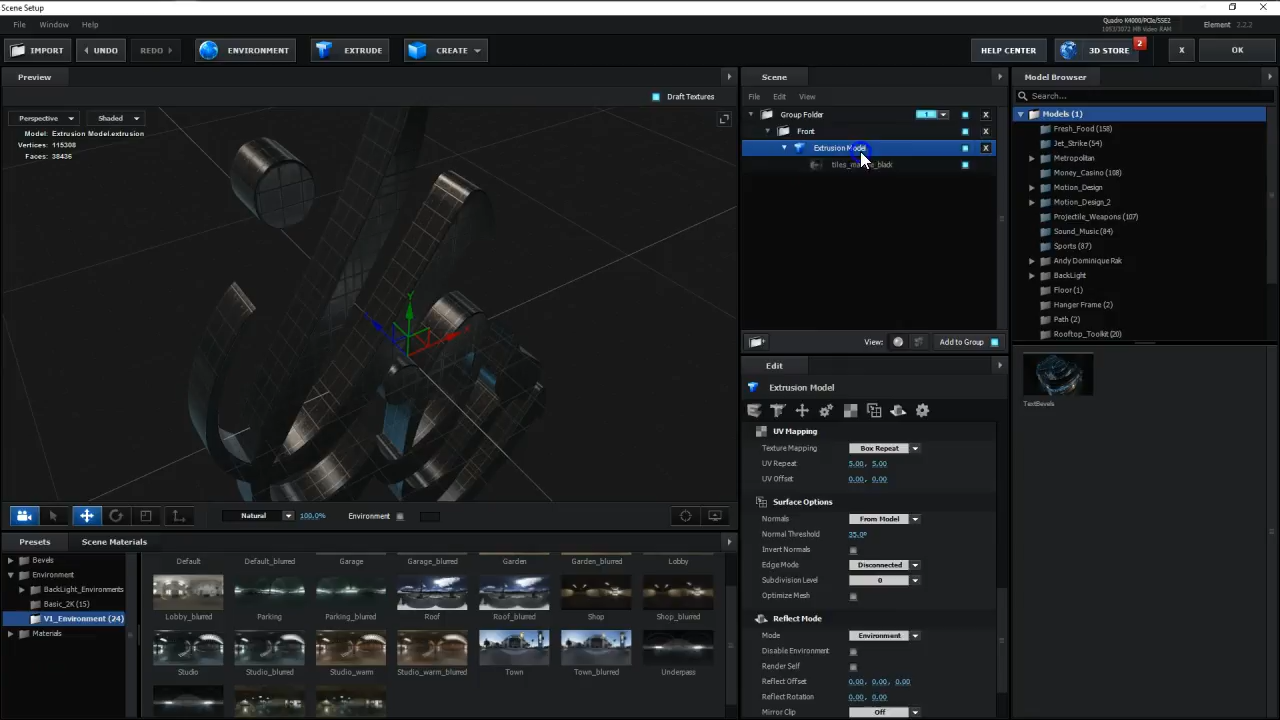 Scene Setup
File Window Help
Quadro K4000/PCIe/SSE2
Element 2.2.2
IMPORT UNDO REDO ENVIRONMENT EXTRUDE CREATE HELP CENTER 3D STORE 2 X OK
Preview
Draft Textures
Perspective Shaded
Model: Extrusion Model.extrusion
Vertices: 115308
Faces: 38436
Y
Natural 100.0% Environment
Scene
File Edit View
Group Folder 1 X
Front X
Extrusion Model X
View: Add to Group
Edit
Extrusion Model
UV Mapping
Texture Mapping Box Repeat
UV Repeat 5.00, 5.00
UV Offset 0.00, 0.00
Surface Options
Normals From Model
Normal Threshold 35.0º
Invert Normals
Edge Mode Disconnected
Subdivision Level 0
Optimize Mesh
Reflect Mode
Mode Environment
Disable Environment
Render Self
Reflect Offset 0.00, 0.00, 0.00
Reflect Rotation 0.00, 0.00
Mirror Clip Off
Model Browser
Search...
Models (1)
Fresh_Food (158)
Jet_Strike (54)
Metropolitan
Money_Casino (108)
Motion_Design
Motion_Design_2
Projectile_Weapons (107)
Sound_Music (84)
Sports (87)
Andy Dominique Rak
BackLight
Floor (1)
Hanger Frame (2)
Path (2)
Rooftop_Toolkit (20)
TextBevels
Presets Scene Materials
Bevels
Environment
BackLight_Environments
Basic_2K (15)
V1_Environment (24)
Materials
Default Default_blurred Garage Garage_blurred Garden Garden_blurred Lobby
Lobby_blurred Parking Parking_blurred Roof Roof_blurred Shop Shop_blurred
Studio Studio_blurred Studio_warm Studio_warm_blurred Town Town_blurred Underpass